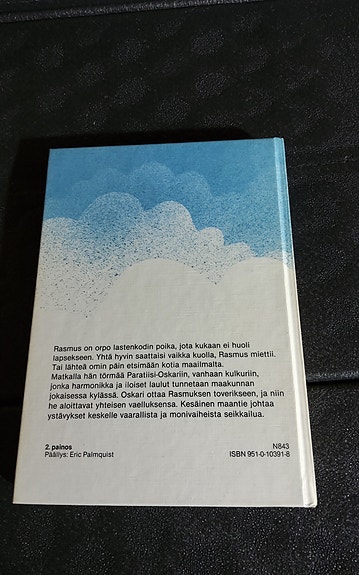 Rasmus on orpo lastenkodin poika, jota kukaan ei huoli
lapsekseen. Yhtä hyvin saattaisi vaikka kuolla, Rasmus miettii.
Tai lähteä omin päin etsimään kotia maailmalta.
Matkalla hän törmää Paratiisi-Oskariin, vanhaan kulkuriin,
jonka harmonikka ja iloiset laulut tunnetaan maakunnan
jokaisessa kylässä. Oskari ottaa Rasmuksen toverikseen, ja niin
he aloittavat yhteisen vaelluksensa. Kesäinen maantie johtaa
ystävykset keskelle vaarallista ja monivaiheista seikkailua.
2. painos
Päällys: Eric Palmquist
N843
ISBN 951-0-10391-8